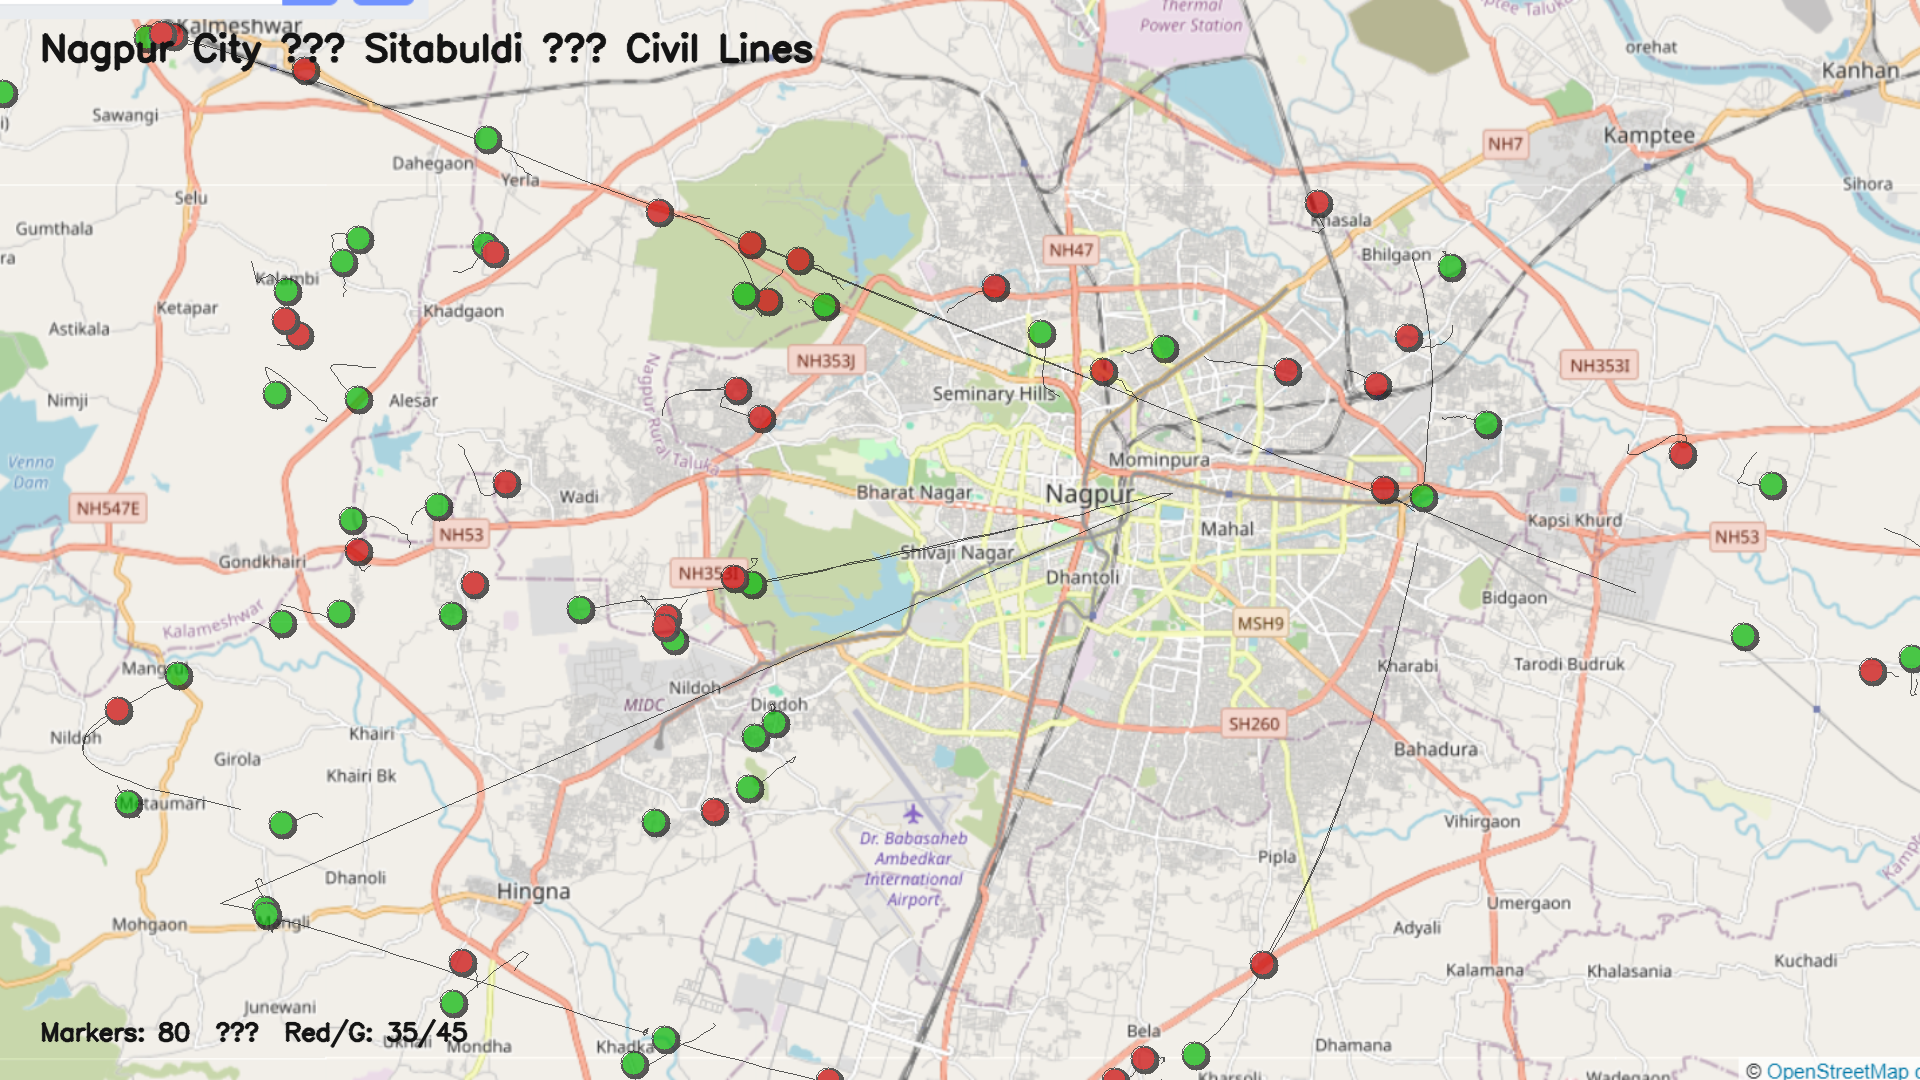 Kalmeshwar
Nagpur City ??? Sitabuldi ??? Civil Lines
Thermal
Power Station
orehat
Kanhan
Sawangi
i)
NH7
Kamptee
Dahegaon
Yerla
Selu
Sihora
Gumthala
Khasala
ra
NH47
Bhilgaon
Kalambi
Ketapar
Khadgaon
Astikala
NH353J
NH353I
Nagpur Rural Taluka
Seminary Hills
Nimji
Alesar
Mominpura
Venna
Dam
Wadi
Bharat Nagar
Nagpur
NH547E
NH53
Mahal
Kapsi Khurd
NH53
Gondkhairi
Shivaji Nagar
NH353I
Dhantoli
Bidgaon
Kalameshwar
MSH9
Mangrul
Kharabi
Tarodi Budruk
Nildoh
MIDC
Digdoh
SH260
Nildoh
Khairi
Bahadura
Girola
Khairi Bk
Metaumari
Dr. Babasaheb
Ambedkar
International
Airport
Vihirgaon
Pipla
Dhanoli
Hingna
Umergaon
Mohgaon
Mangli
Adyali
Kuchadi
Kalamana
Khalasania
Junewani
Markers: 80 ??? Red/G: 35/45
Mondha
Khadka
Bela
Dhamana
Kharsoli
Wadegaon
© OpenStreetMap c